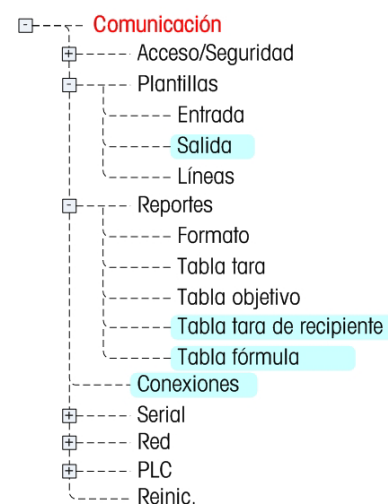 Comunicación
Acceso/Seguridad
Plantillas
Entrada
Salida
Líneas
Reportes
Formato
Tabla tara
Tabla objetivo
Tabla tara de recipiente
Tabla fórmula
Conexiones
Serial
Red
PLC
Reinic.